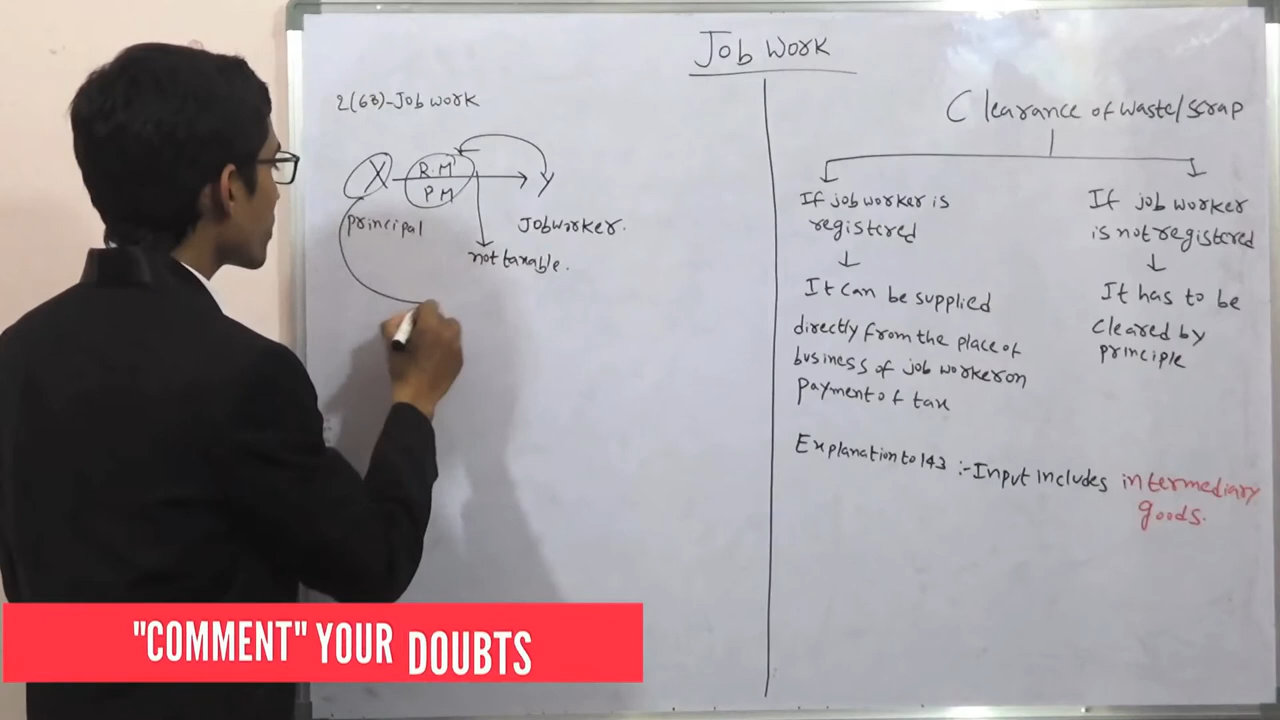 Job Work
2(63)-Job work
X
R.M
PM
Y
principal
Jobworker.
not taxable.
Clearance of waste/scrap
If job worker is
registered
It can be supplied
directly from the place of
business of job worker on
payment of tax
If job worker
is not registered
It has to be
cleared by
principle
Explanation to 143 :- Input includes intermediary
goods.
"COMMENT" YOUR DOUBTS